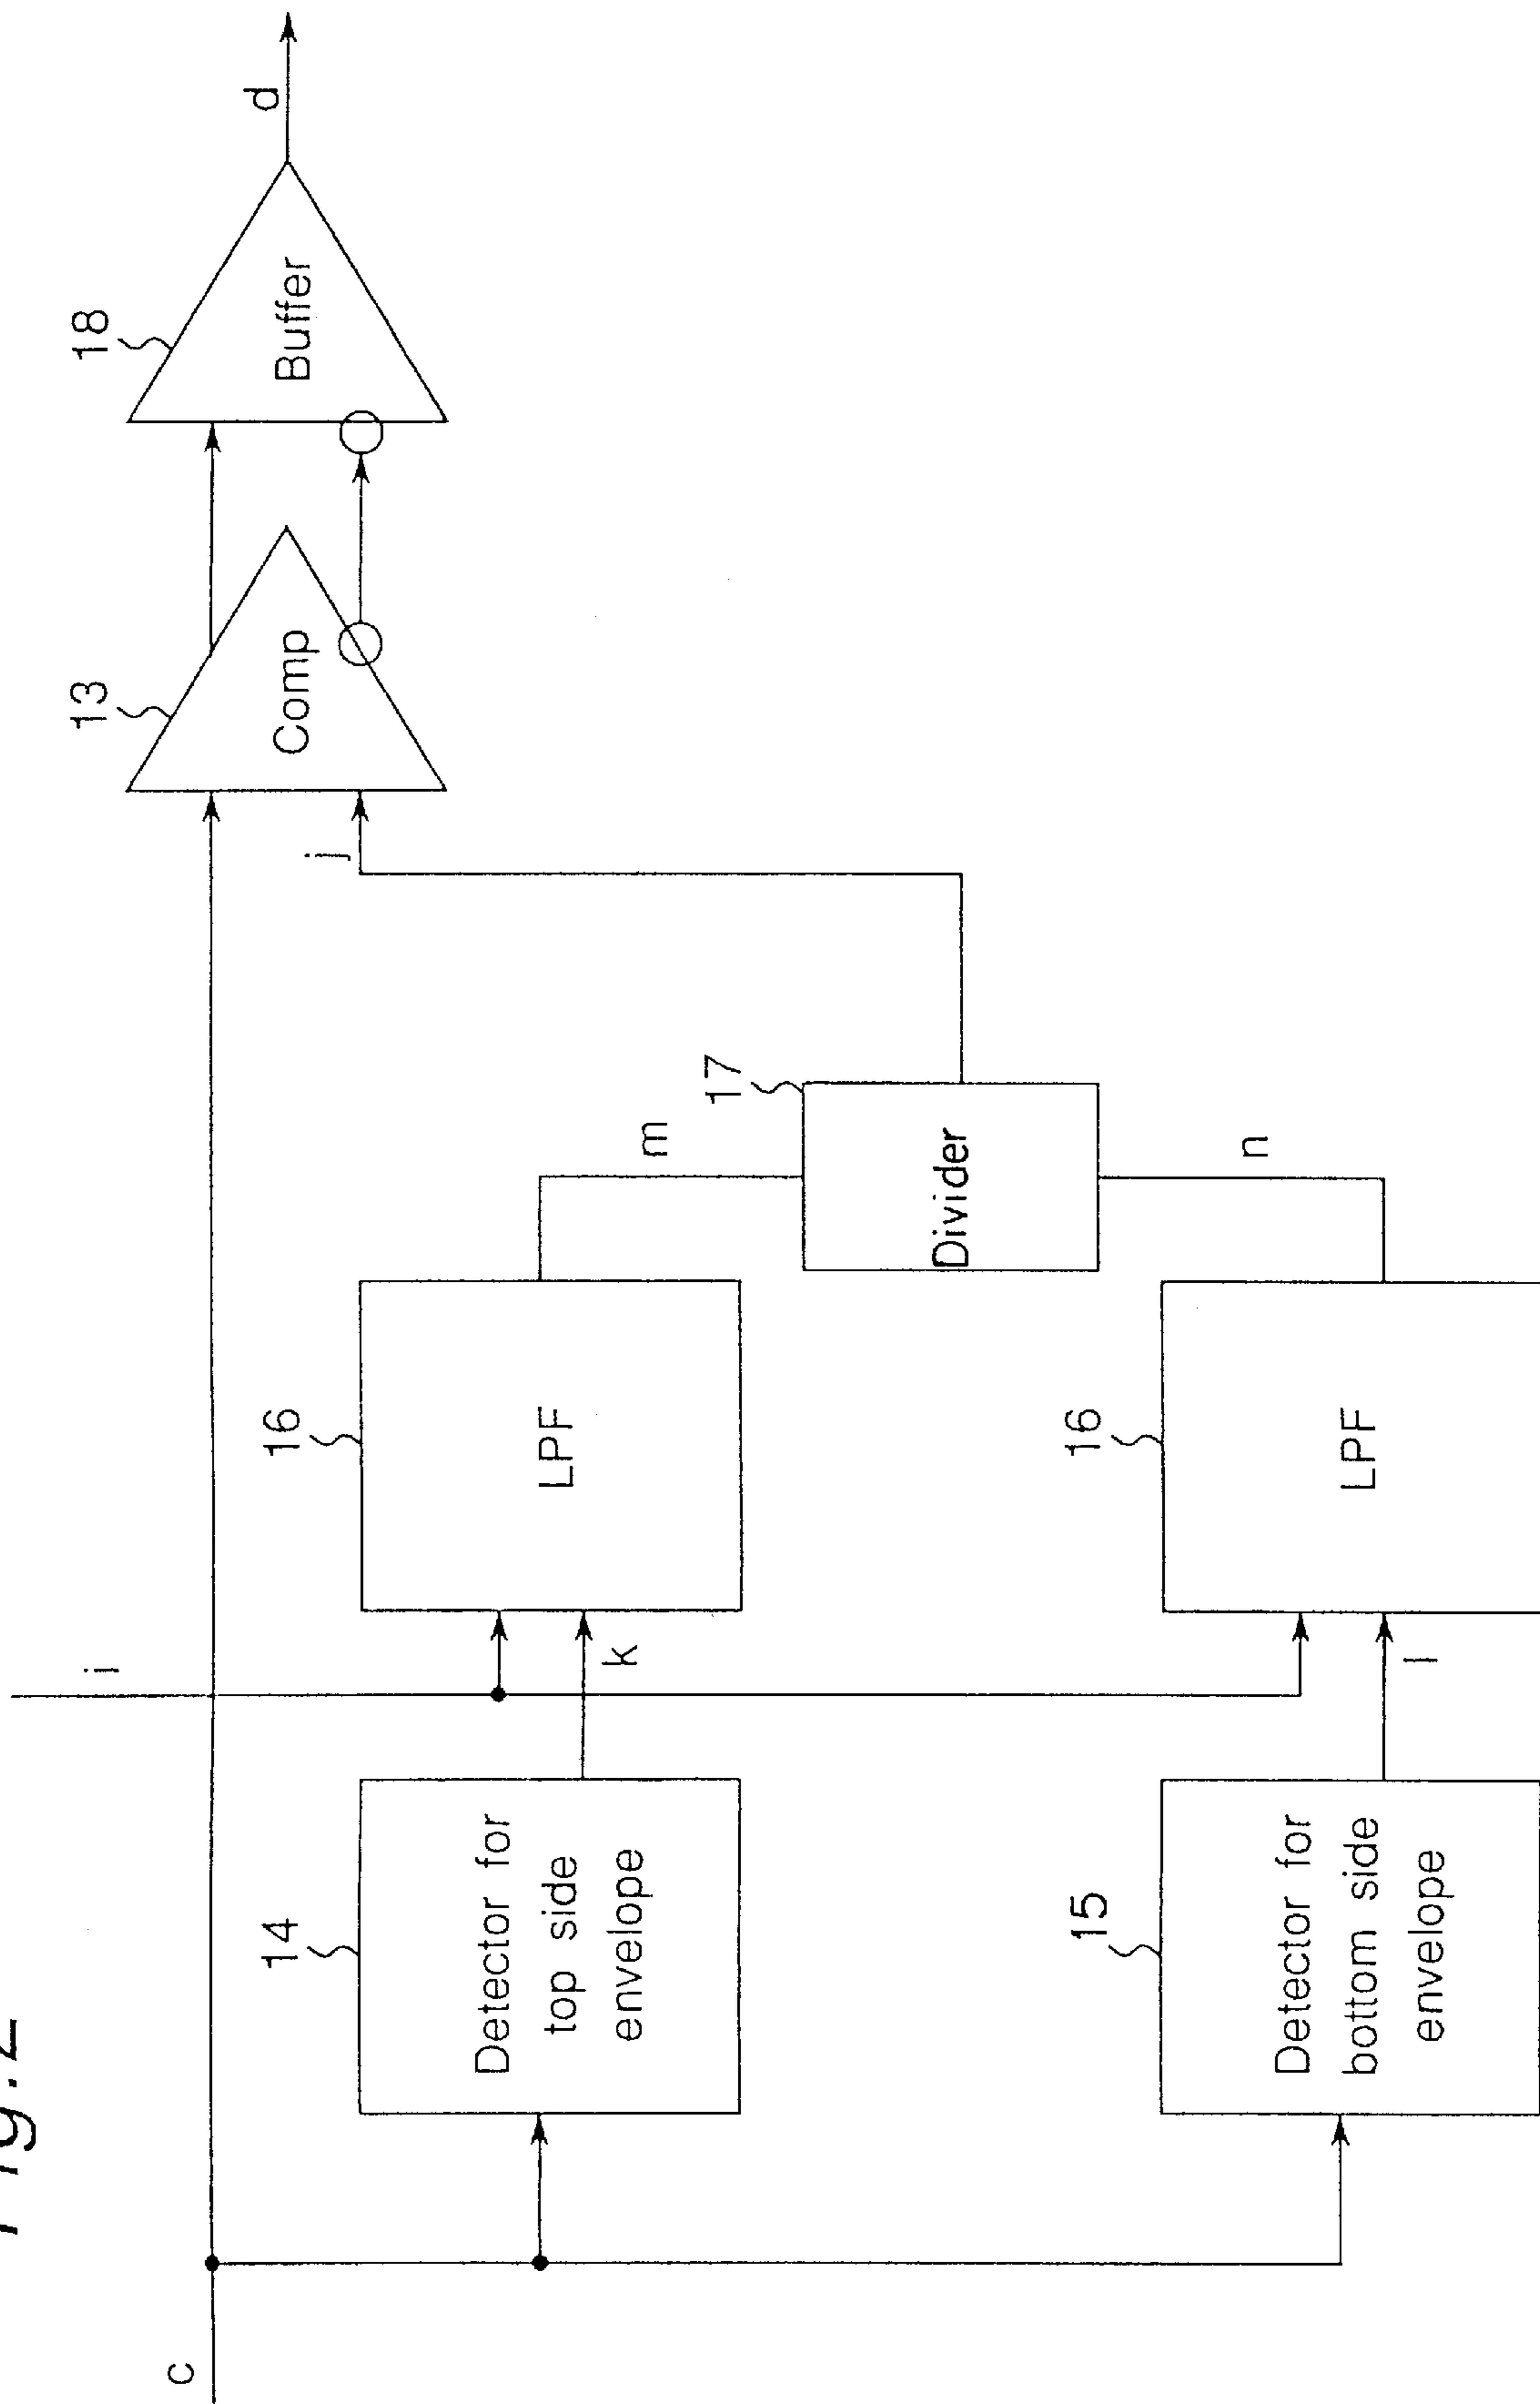 Fig.2
c
i
14
Detector for
top side
envelope
k
16
LPF
m
17
Divider
j
13
Comp
18
Buffer
d
15
Detector for
bottom side
envelope
l
16
LPF
n